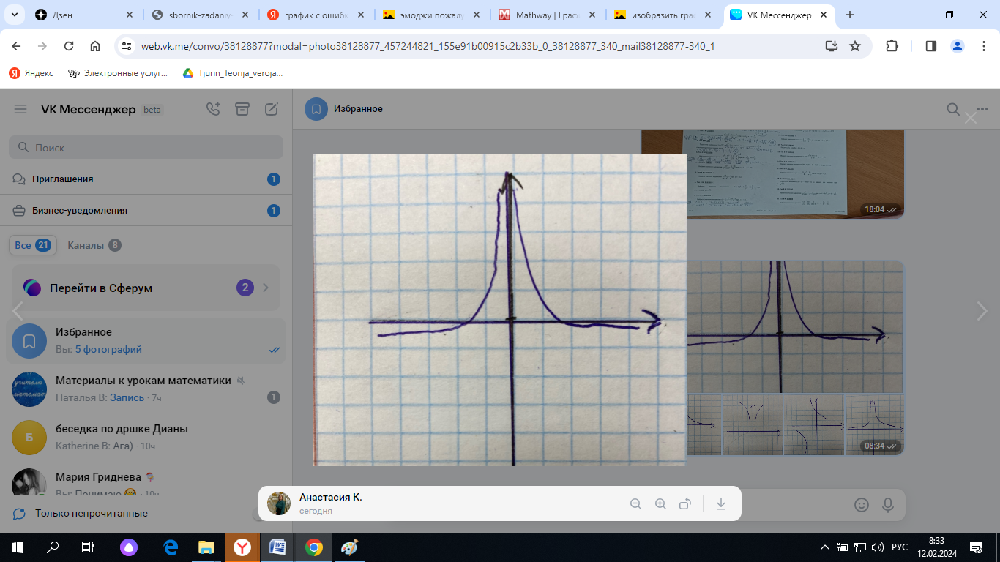 Дзен
sbornik-zadaniy-
график с ошибк
эмоджи пожалу
Mathway | Граф
изобразить гра
VK Мессенджер
web.vk.me/convo/38128877?modal=photo38128877_457244821_155e91b00915c2b33b_0_38128877_340_mail38128877-340_1
Яндекс
Электронные услуг...
Tjurin_Teorija_veroja...
VK Мессенджер beta
Избранное
Поиск
18:04
Приглашения 1
Бизнес-уведомления 1
Все 21
Каналы 8
Перейти в Сферум 2
Избранное
Вы: 5 фотографий
Материалы к урокам математики
Наталья В: Запись · 7ч
1
учителю
математики
Б
беседка по дршке Дианы
Katherine В: Ага) · 10ч
08:34
Мария Гриднева
Вы: Понимаю 😁 · 10ч
Только непрочитанные
Анастасия К.
сегодня
РУС
8:33
12.02.2024